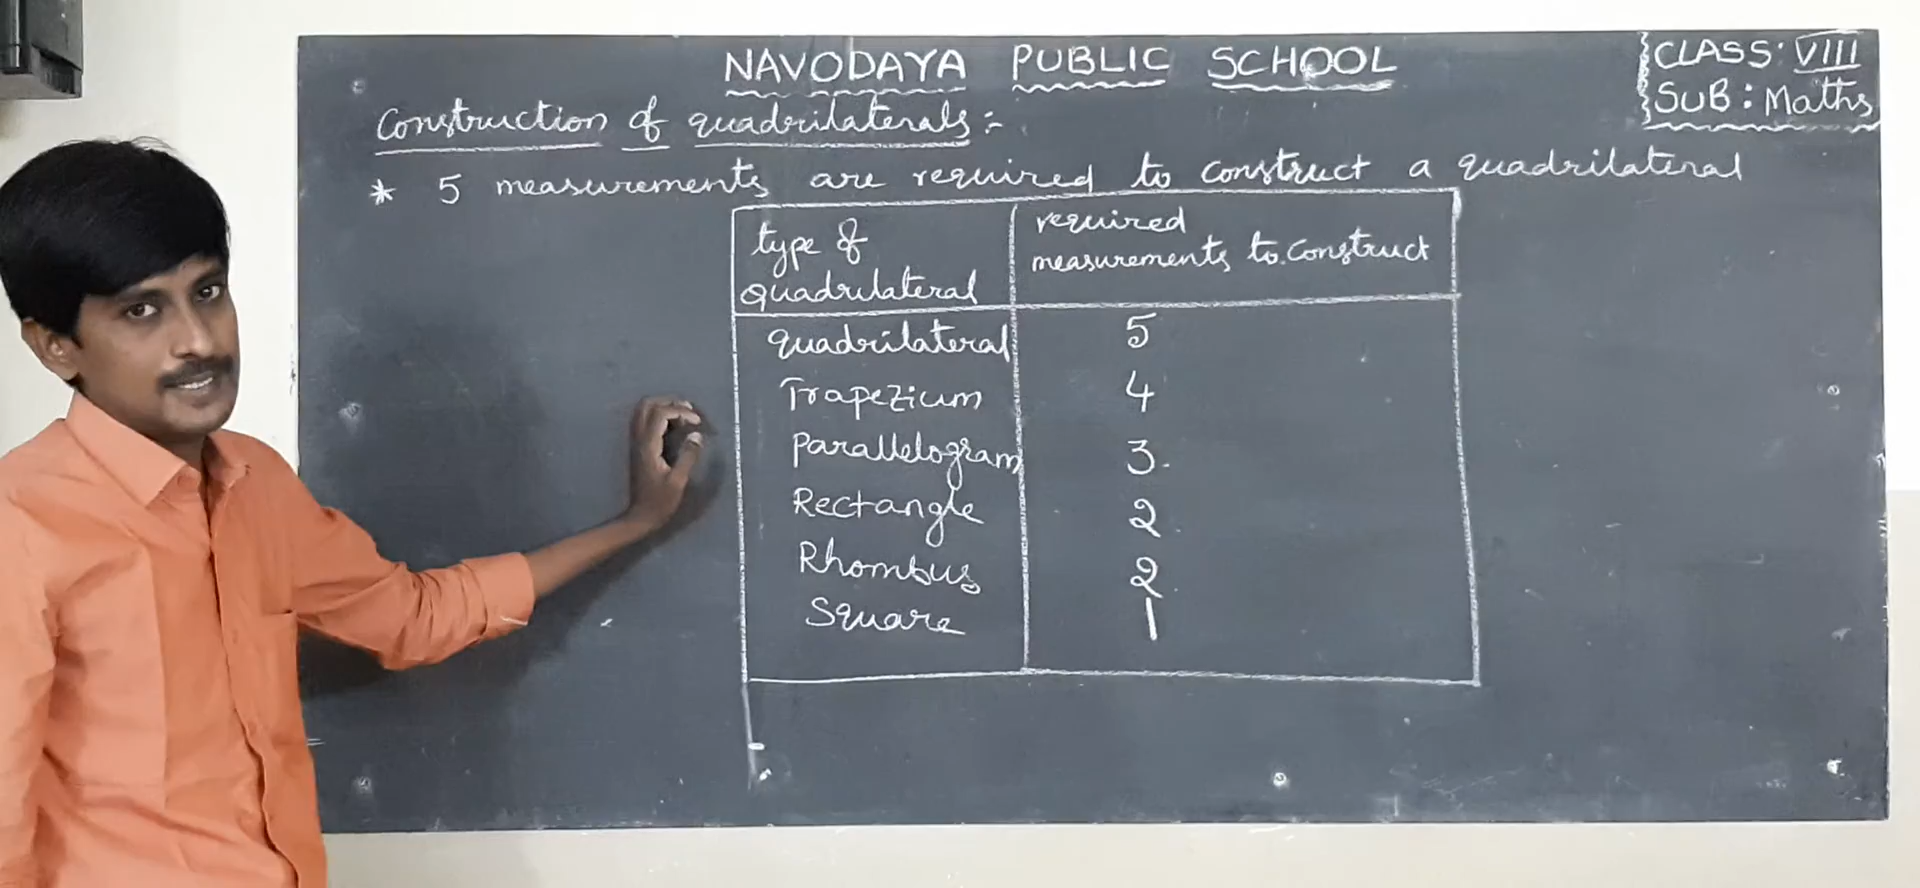 NAVODAYA PUBLIC SCHOOL
CLASS: VIII
SUB: Maths
Construction of quadrilaterals:-
* 5 measurements are required to construct a quadrilateral
type of
quadrilateral
required
measurements to construct
quadrilateral 5
Trapezium 4
Parallelogram 3
Rectangle 2
Rhombus 2
Square 1